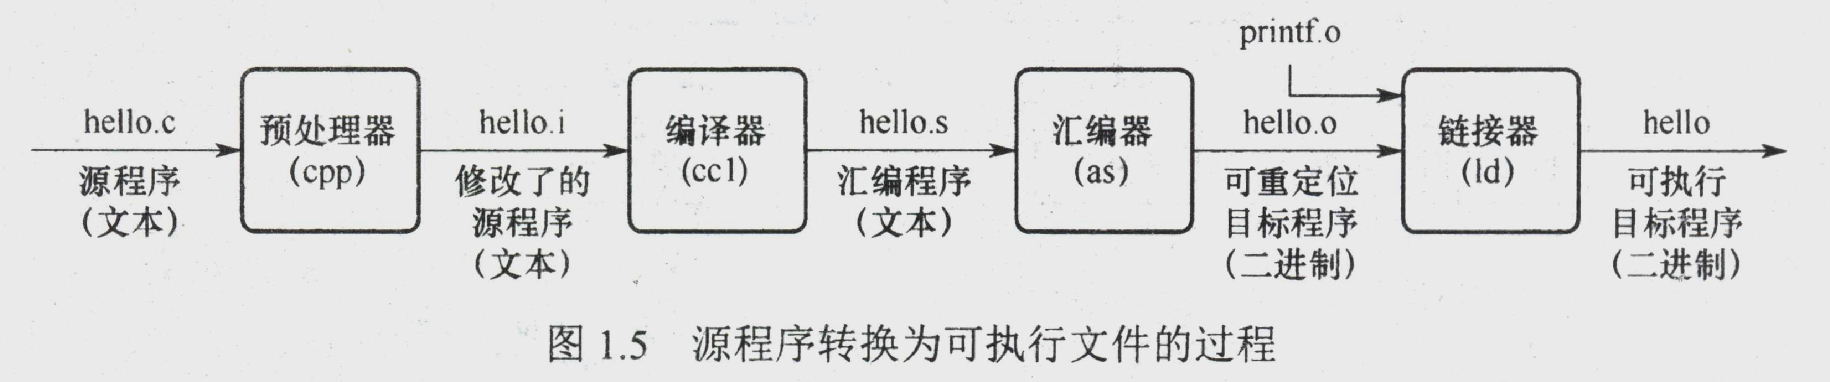 printf.o
hello.c
源程序
(文本)
预处理器
(cpp)
hello.i
修改了的
源程序
(文本)
编译器
(cc1)
hello.s
汇编程序
(文本)
汇编器
(as)
hello.o
可重定位
目标程序
(二进制)
链接器
(ld)
hello
可执行
目标程序
(二进制)
图 1.5 源程序转换为可执行文件的过程